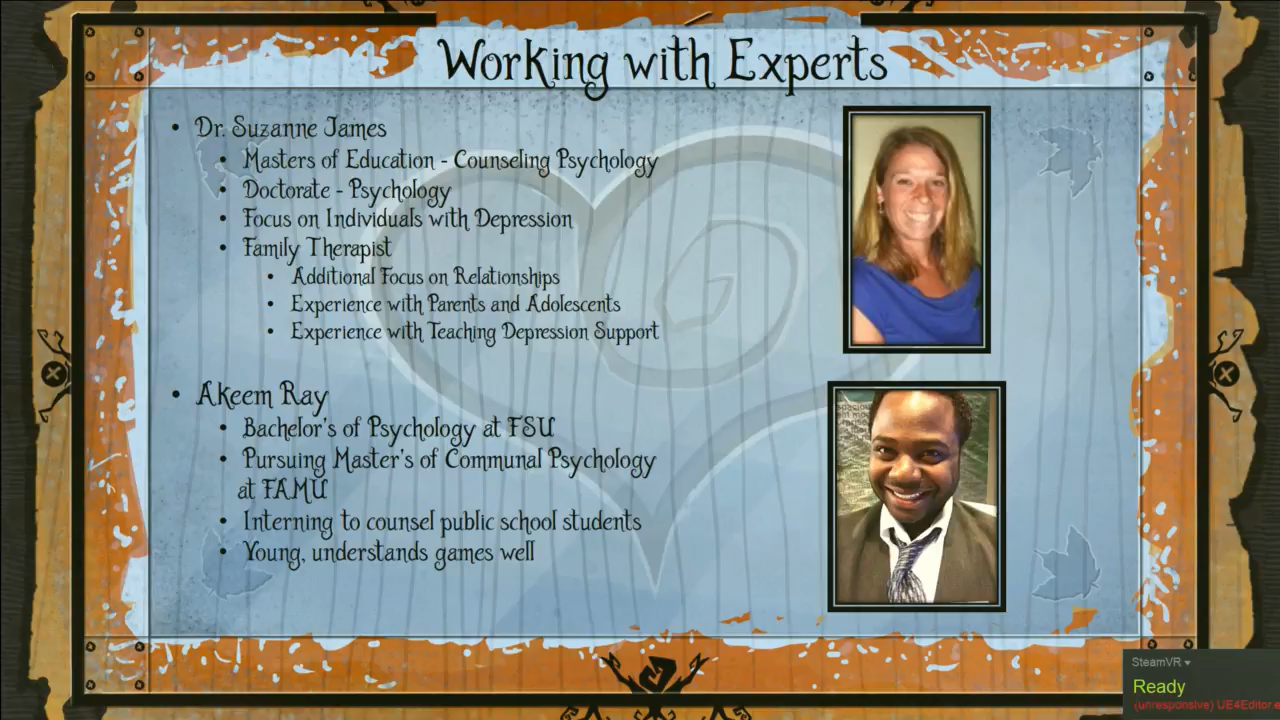 Working with Experts
• Dr. Suzanne James
• Masters of Education - Counseling Psychology
• Doctorate - Psychology
• Focus on Individuals with Depression
• Family Therapist
• Additional Focus on Relationships
• Experience with Parents and Adolescents
• Experience with Teaching Depression Support
• Akeem Ray
• Bachelor's of Psychology at FSU
• Pursuing Master's of Communal Psychology
at FAMU
• Interning to counsel public school students
• Young, understands games well
SteamVR
Ready
(unresponsive) UE4Editor.e